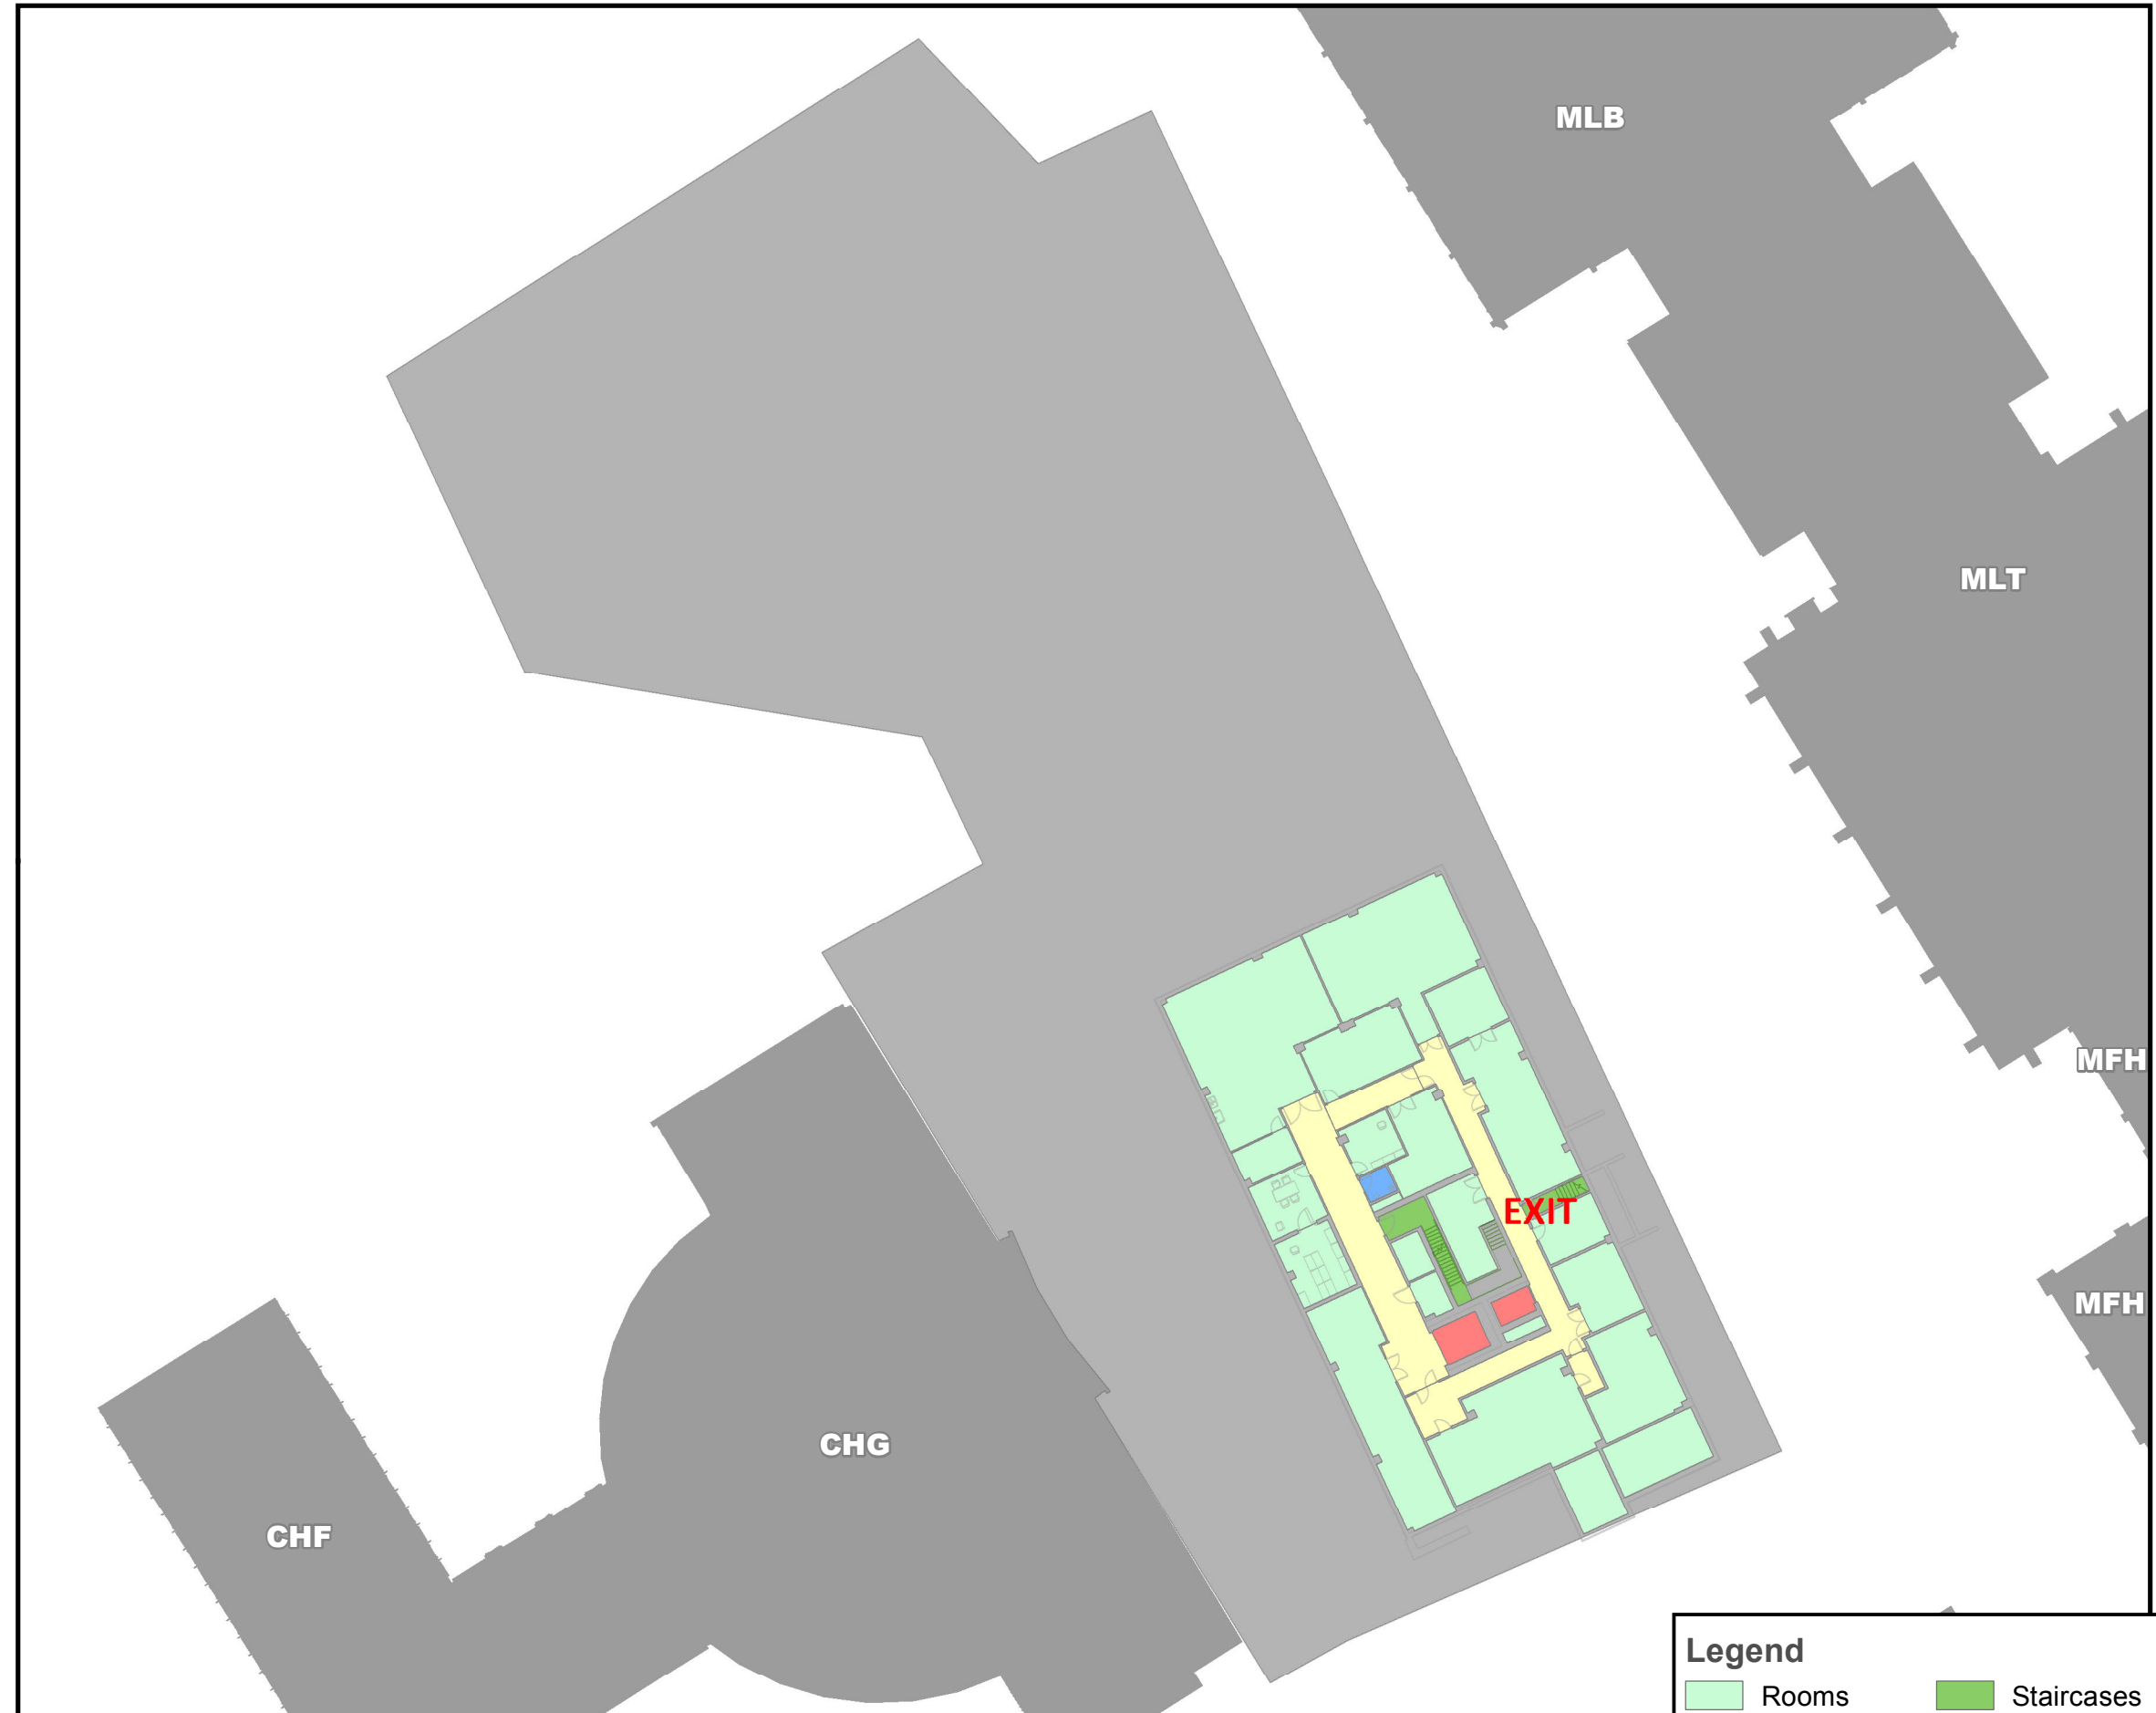 MLB
MLT
MFH
EXIT
MFH
CHG
CHF
Legend
Rooms
Staircases